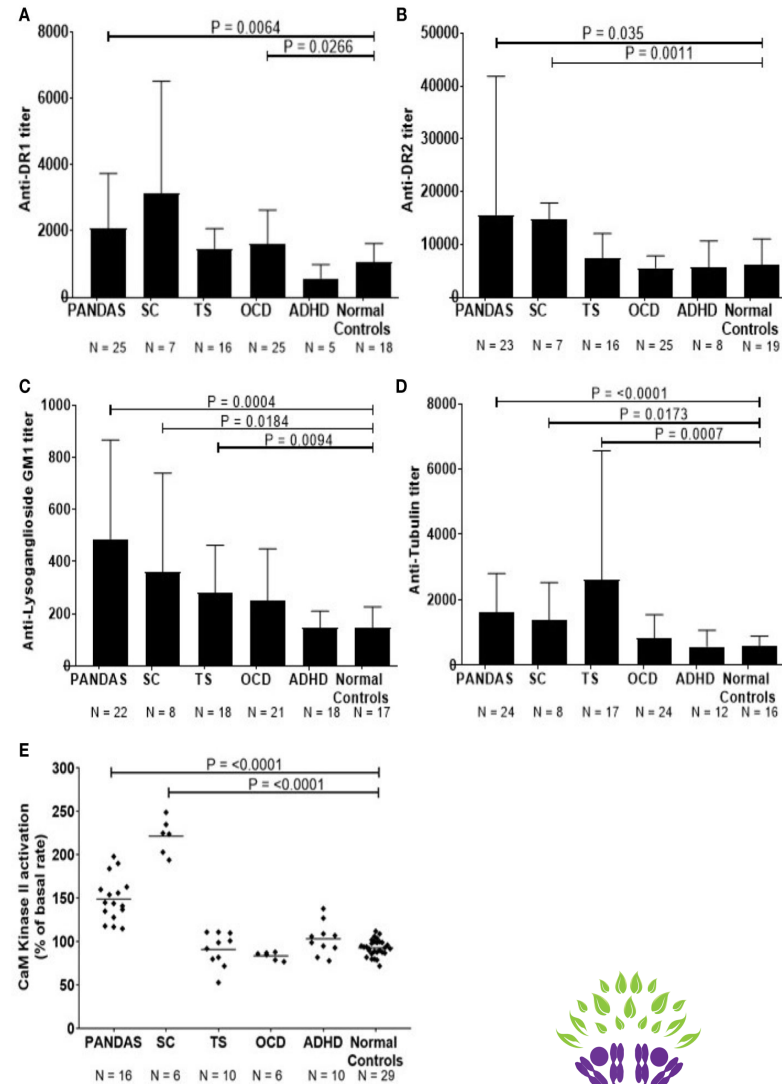 A
P = 0.0064
P = 0.0266
Anti-DR1 titer
8000
6000
4000
2000
0
PANDAS SC TS OCD ADHD Normal
Controls
N = 25 N = 7 N = 16 N = 25 N = 5 N = 18
B
P = 0.035
P = 0.0011
Anti-DR2 titer
50000
40000
30000
20000
10000
0
PANDAS SC TS OCD ADHD Normal
Controls
N = 23 N = 7 N = 16 N = 25 N = 8 N = 19
C
P = 0.0004
P = 0.0184
P = 0.0094
Anti-Lysoganglioside GM1 titer
1000
800
600
400
200
0
PANDAS SC TS OCD ADHD Normal
Controls
N = 22 N = 8 N = 18 N = 21 N = 18 N = 17
D
P = <0.0001
P = 0.0173
P = 0.0007
Anti-Tubulin titer
8000
6000
4000
2000
0
PANDAS SC TS OCD ADHD Normal
Controls
N = 24 N = 8 N = 17 N = 24 N = 12 N = 16
E
P = <0.0001
P = <0.0001
CaM Kinase II activation
(% of basal rate)
300
250
200
150
100
50
0
PANDAS SC TS OCD ADHD Normal
Controls
N = 16 N = 6 N = 10 N = 6 N = 10 N = 29